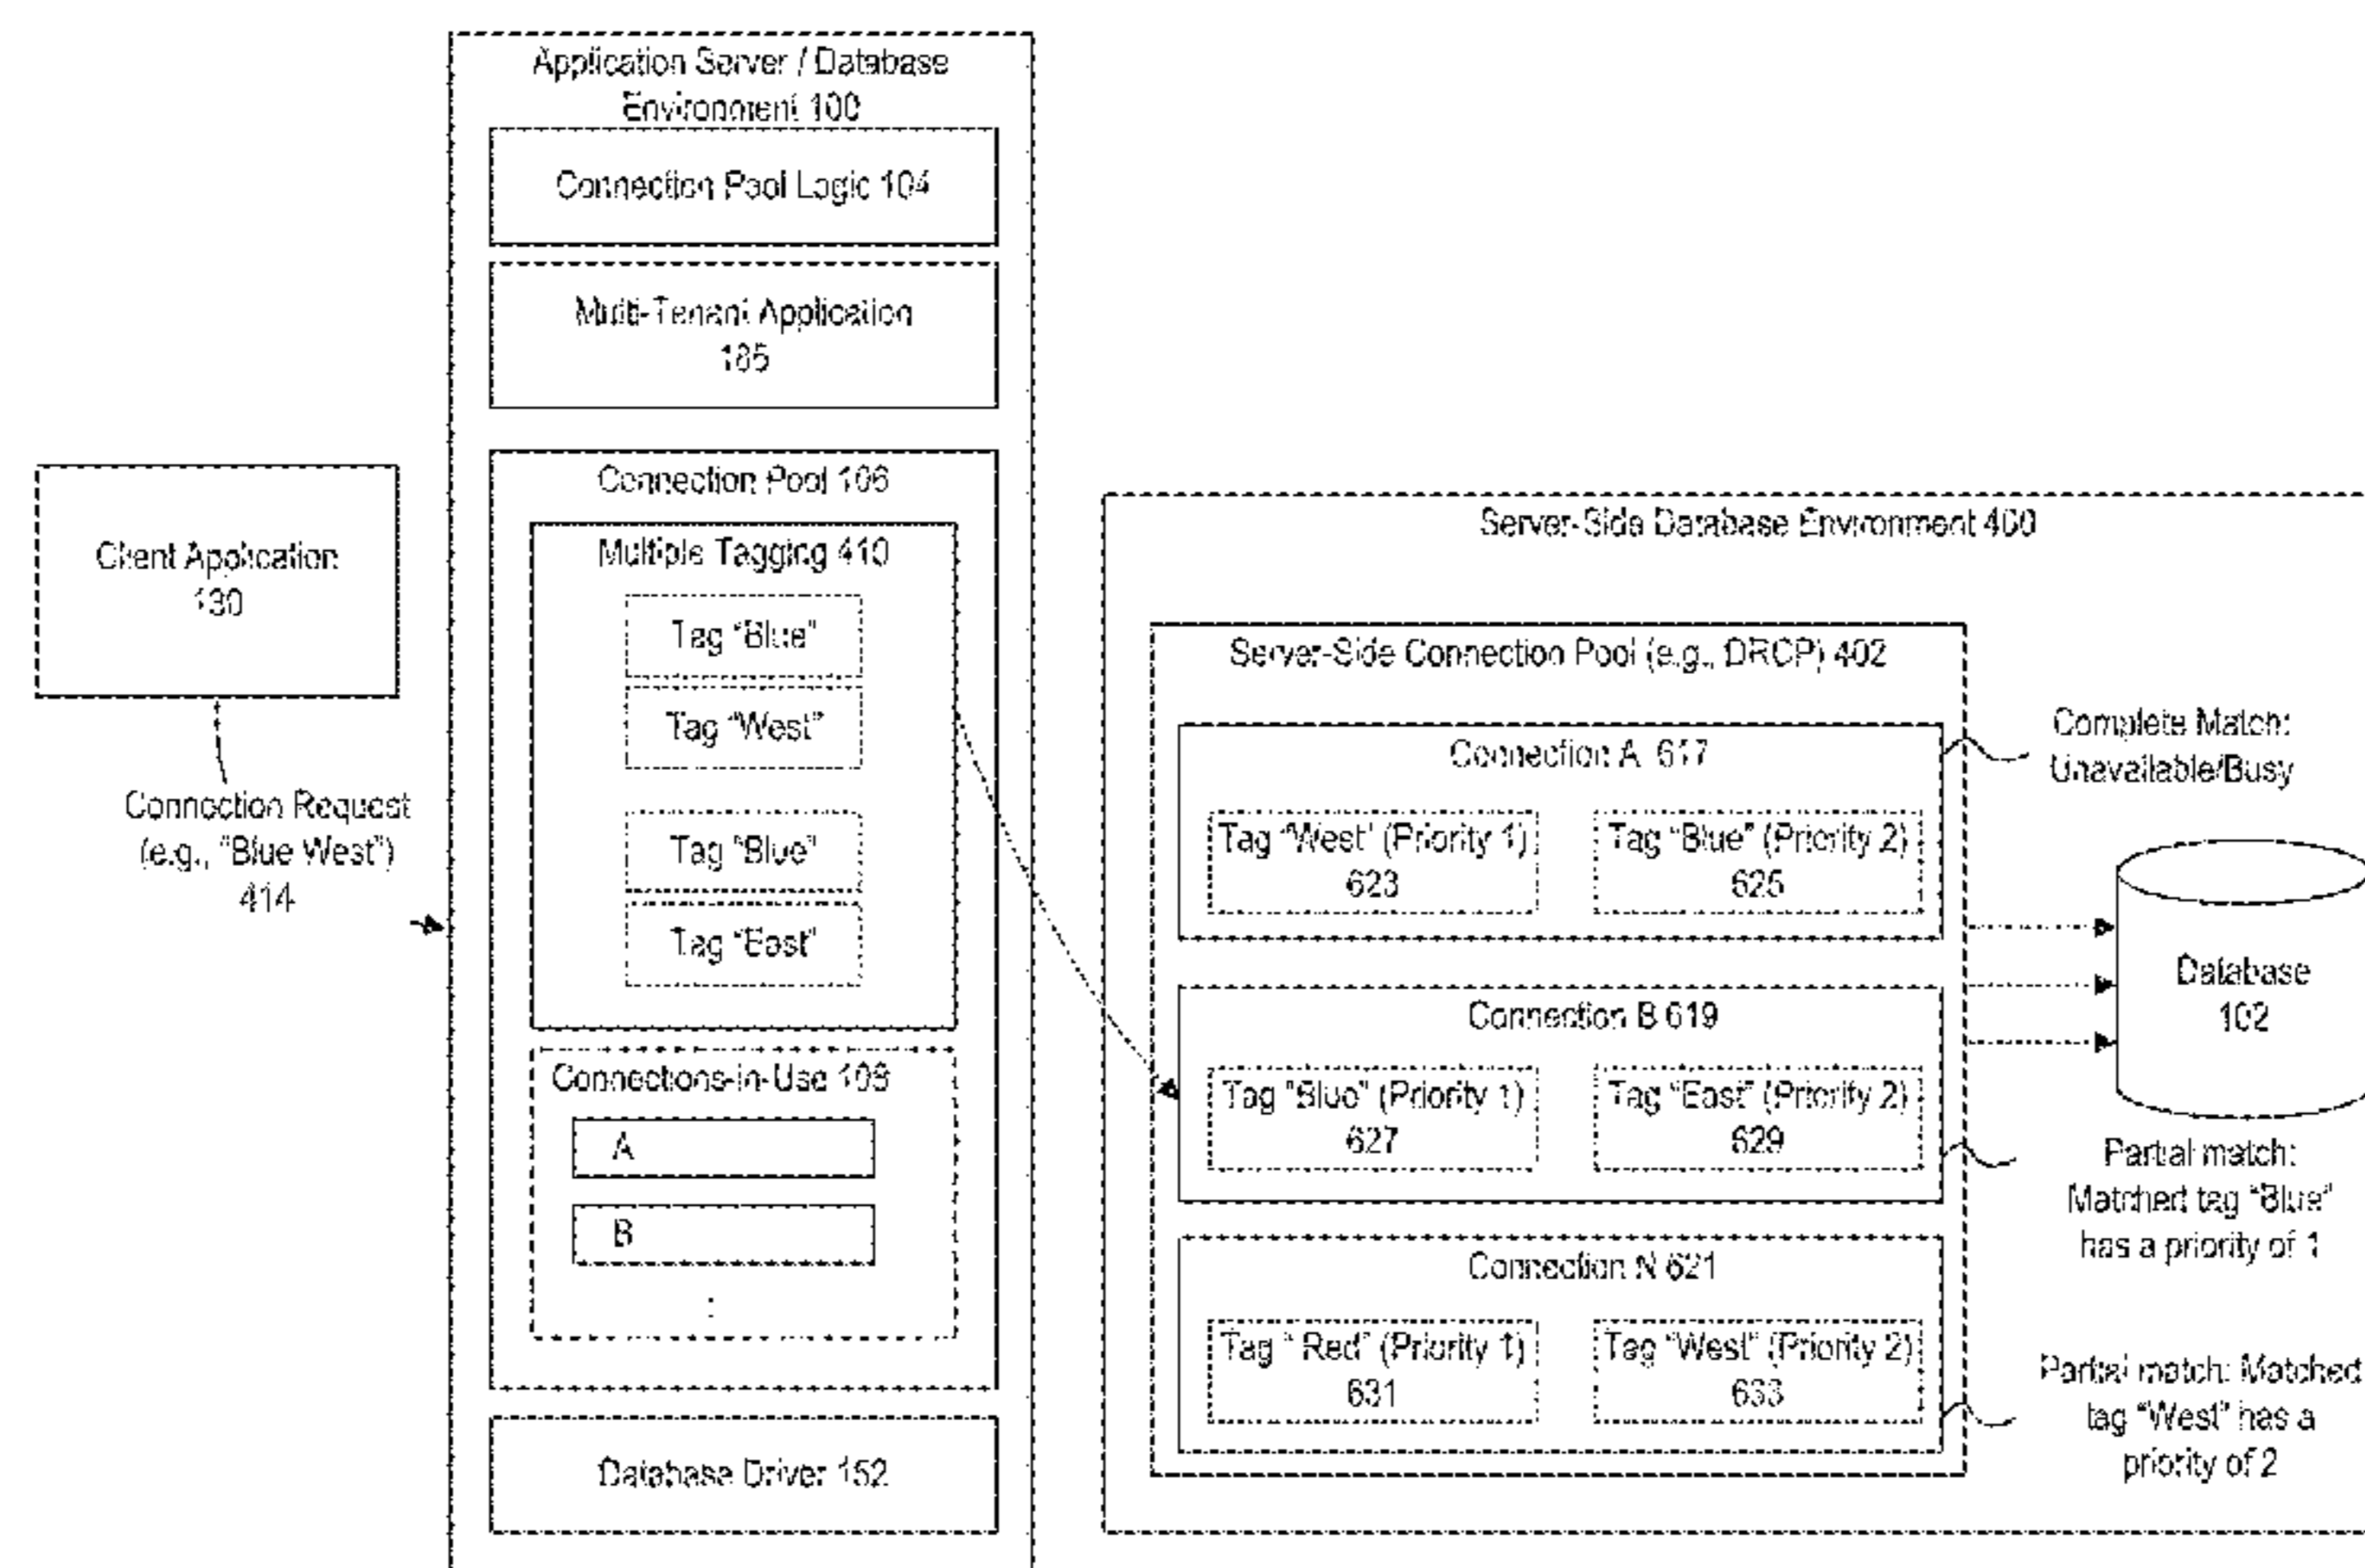 Application Server / Database
Environment 100
Connection Pool Logic 104
Multi-Tenant Application
185
Connection Pool 106
Multiple Tagging 410
Tag "Blue"
Tag "West"
Tag "Blue"
Tag "East"
Connections-in-Use 108
A
B
:
Database Driver 152
Client Application
130
Connection Request
(e.g., "Blue West")
414
Server-Side Database Environment 400
Server-Side Connection Pool (e.g., DRCP) 402
Connection A 617
Tag "West" (Priority 1)
623
Tag "Blue" (Priority 2)
625
Connection B 619
Tag "Blue" (Priority 1)
627
Tag "East" (Priority 2)
629
Connection N 621
Tag " Red" (Priority 1)
631
Tag "West" (Priority 2)
633
Complete Match:
Unavailable/Busy
Database
102
Partial match:
Matched tag "Blue"
has a priority of 1
Partial match: Matched
tag "West" has a
priority of 2